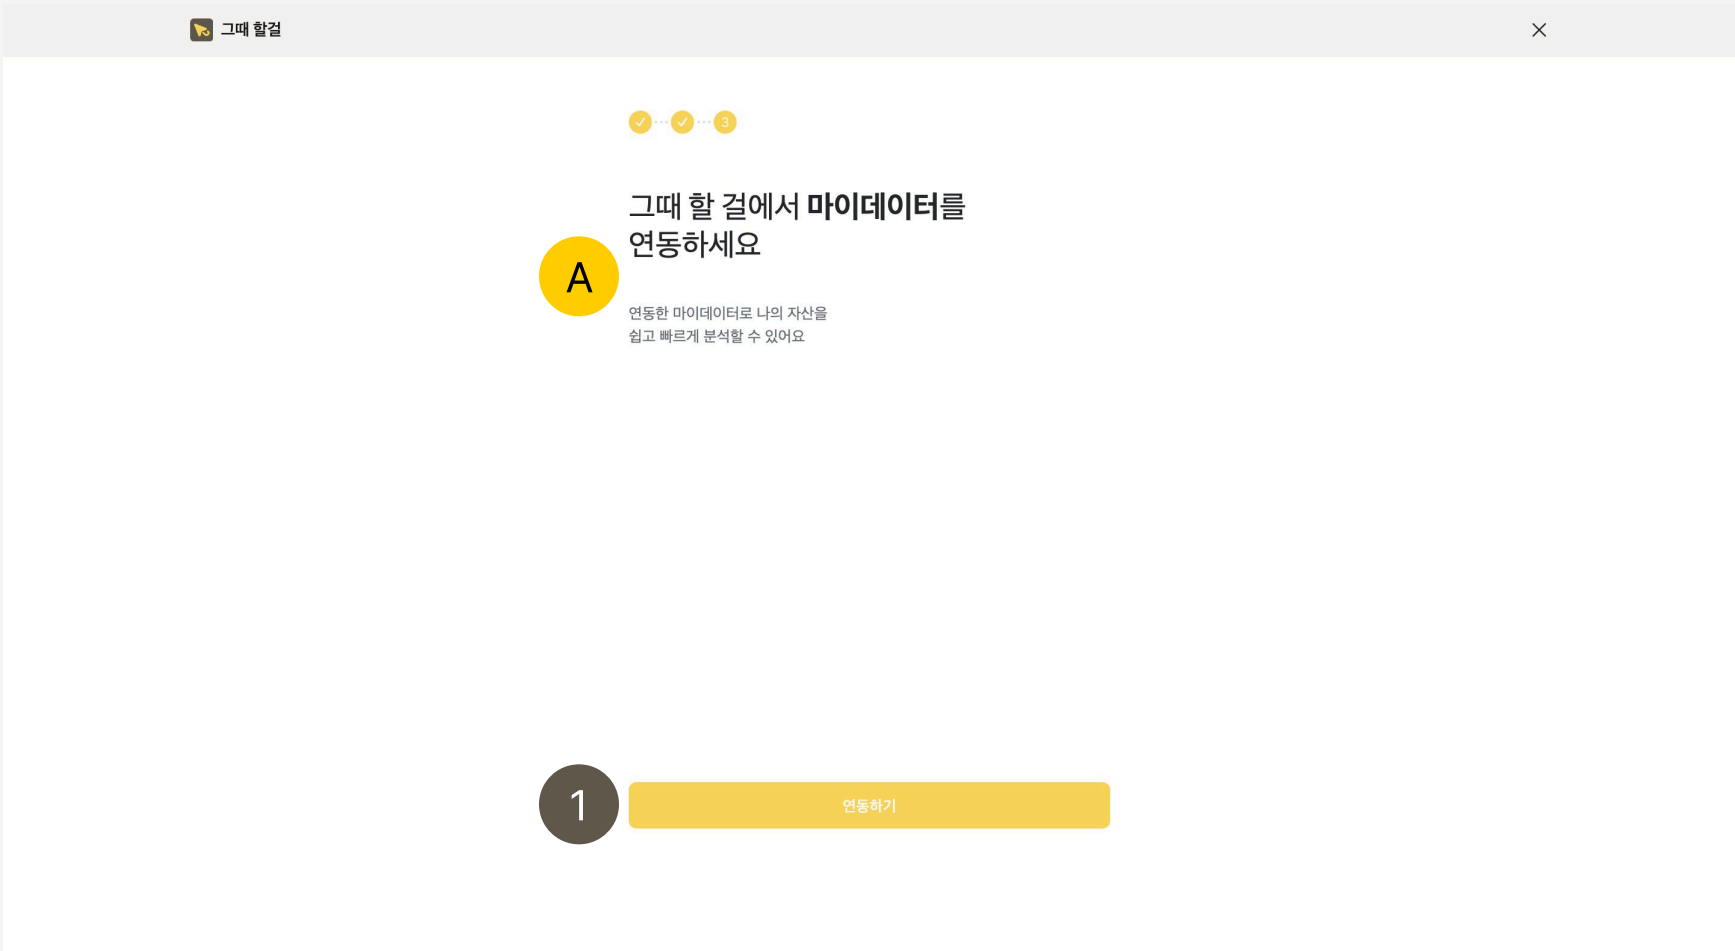 그때 할걸
3
그때 할 걸에서 마이데이터를
연동하세요
A
연동한 마이데이터로 나의 자산을
쉽고 빠르게 분석할 수 있어요
1
연동하기